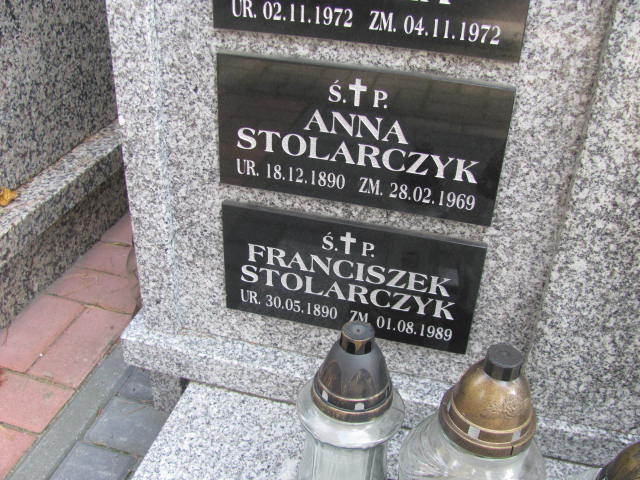 UR. 02.11.1972 ZM. 04.11.1972
Ś.✝P.
ANNA
STOLARCZYK
UR. 18.12.1890 ZM. 28.02.1969
Ś.✝P.
FRANCISZEK
STOLARCZYK
UR. 30.05.1890 ZM. 01.08.1989